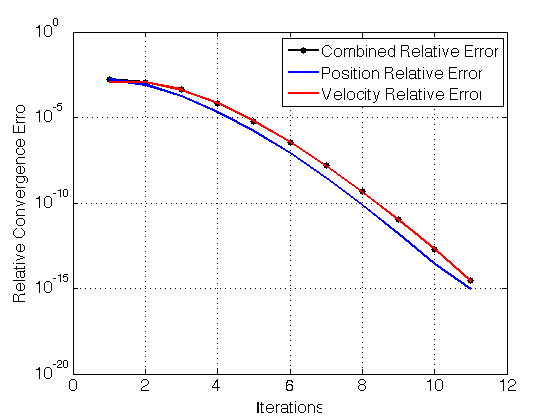 10^0
Combined Relative Error
Position Relative Error
Velocity Relative Error
10^-5
Relative Convergence Erro
10^-10
10^-15
10^-20
0 2 4 6 8 10 12
Iterations